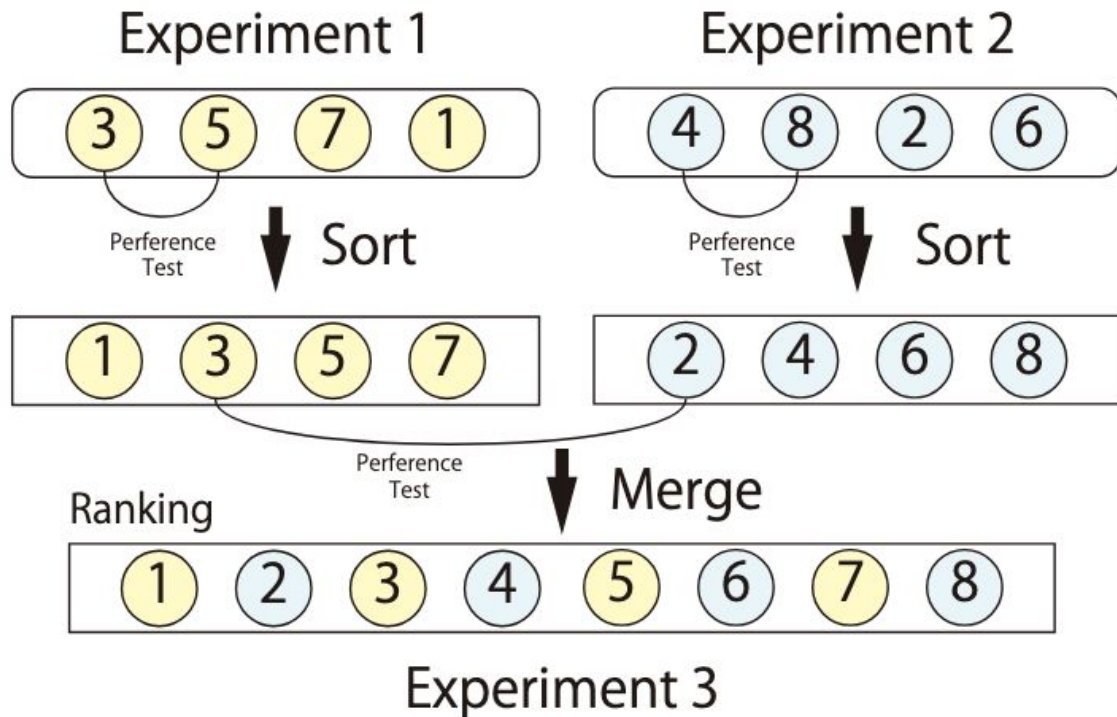 Experiment 1
Experiment 2
3 5 7 1
4 8 2 6
Perference
Test
Sort
Perference
Test
Sort
1 3 5 7
2 4 6 8
Perference
Test
Merge
Ranking
1 2 3 4 5 6 7 8
Experiment 3